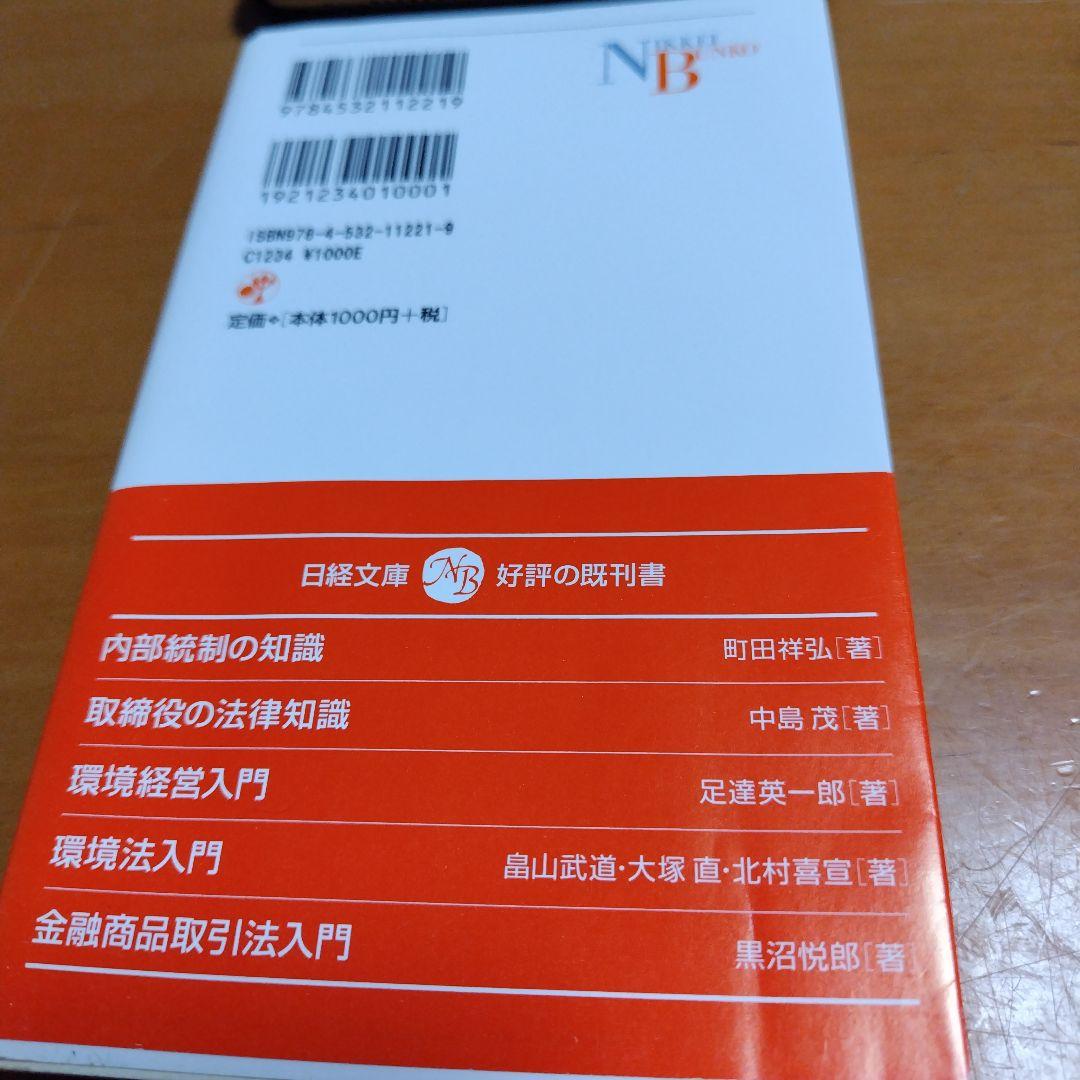 NIKKEI
BUNKO
9784532112219
1921234010001
ISBN978-4-532-11221-9
C1234 ¥1000E
定価◆[本体1000円+税]
日経文庫 NB 好評の既刊書
内部統制の知識 町田祥弘[著]
取締役の法律知識 中島 茂[著]
環境経営入門 足達英一郎[著]
環境法入門 畠山武道・大塚 直・北村喜宣[著]
金融商品取引法入門 黒沼悦郎[著]